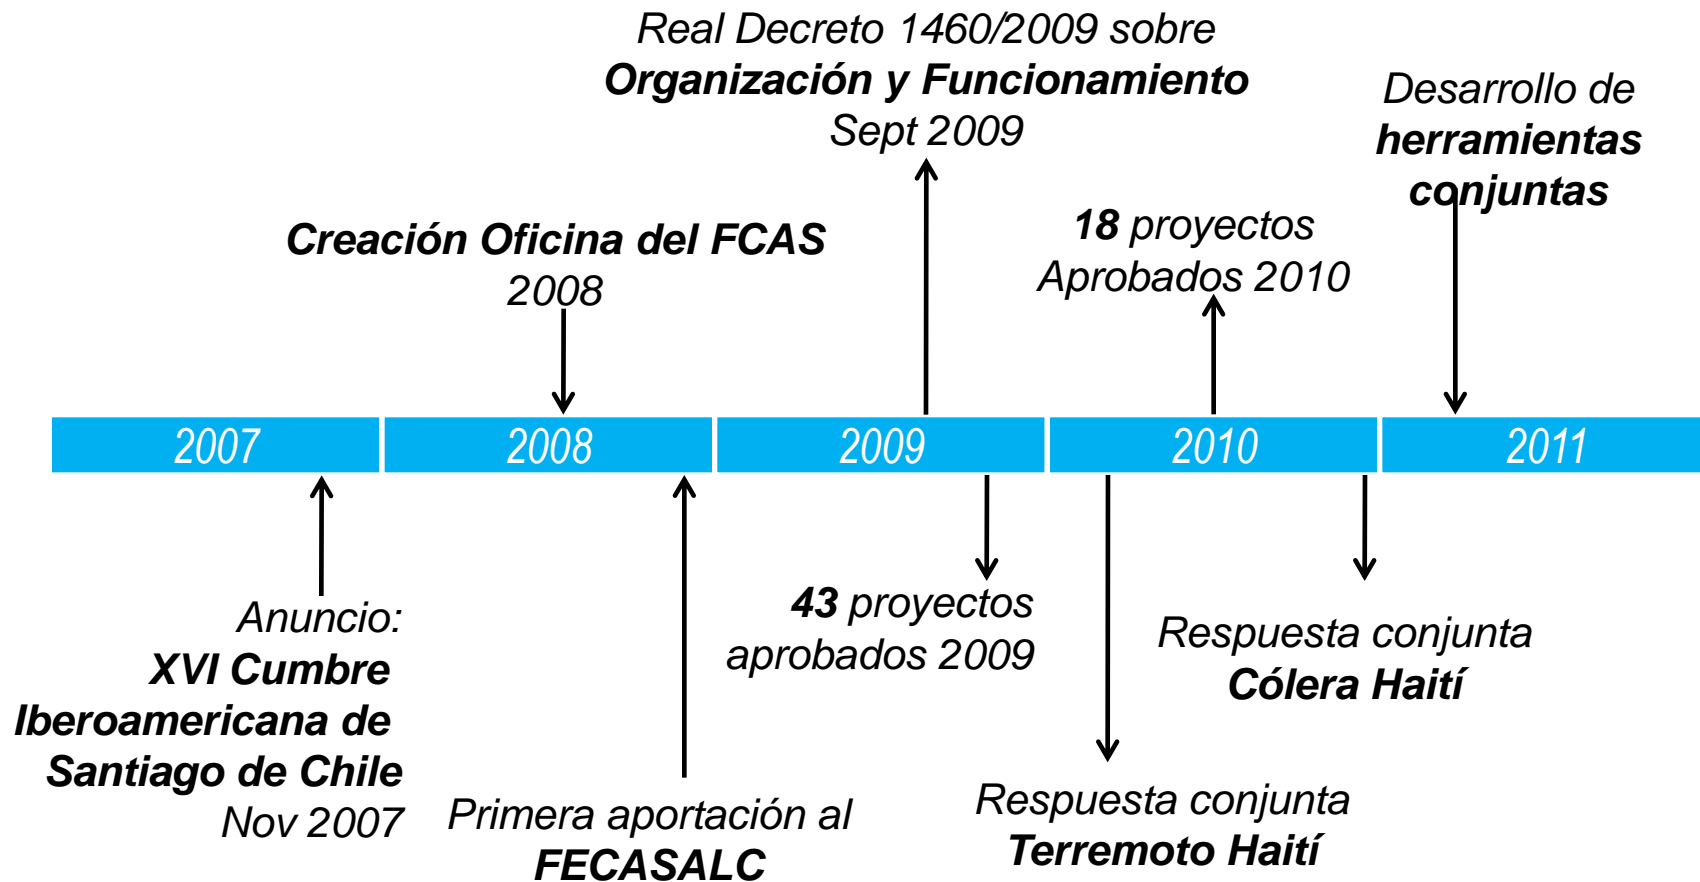 Real Decreto 1460/2009 sobre
Organización y Funcionamiento
Sept 2009
Desarrollo de
herramientas
conjuntas
Creación Oficina del FCAS
2008
18 proyectos
Aprobados 2010
2007
2008
2009
2010
2011
Anuncio:
XVI Cumbre
Iberoamericana de
Santiago de Chile
Nov 2007
Primera aportación al
FECASALC
43 proyectos
aprobados 2009
Respuesta conjunta
Terremoto Haití
Respuesta conjunta
Cólera Haití